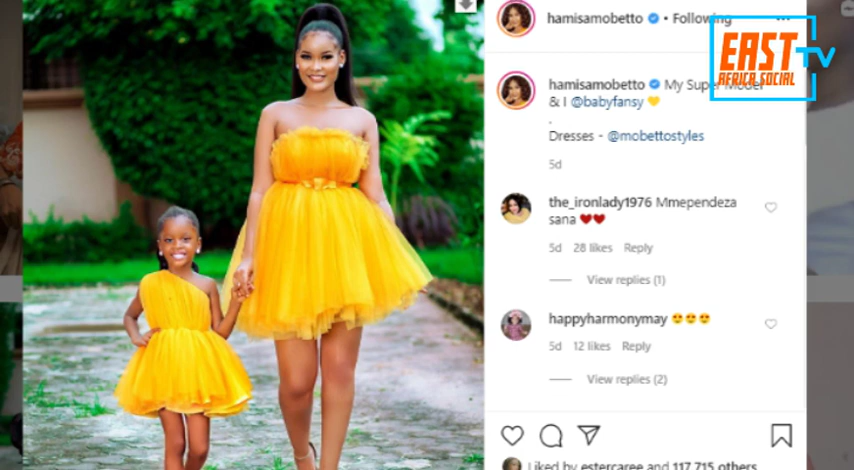 hamisamobetto • Following
EAST TV
AFRICA SOCIAL
hamisamobetto My Super Model
& I @babyfansy
.
Dresses - @mobettostyles
5d
the_ironlady1976 Mmependeza
sana ❤️❤️
5d 28 likes Reply
View replies (1)
happyharmonymay 😍😍😍
5d 12 likes Reply
View replies (2)
Liked by estercaree and 117,715 others